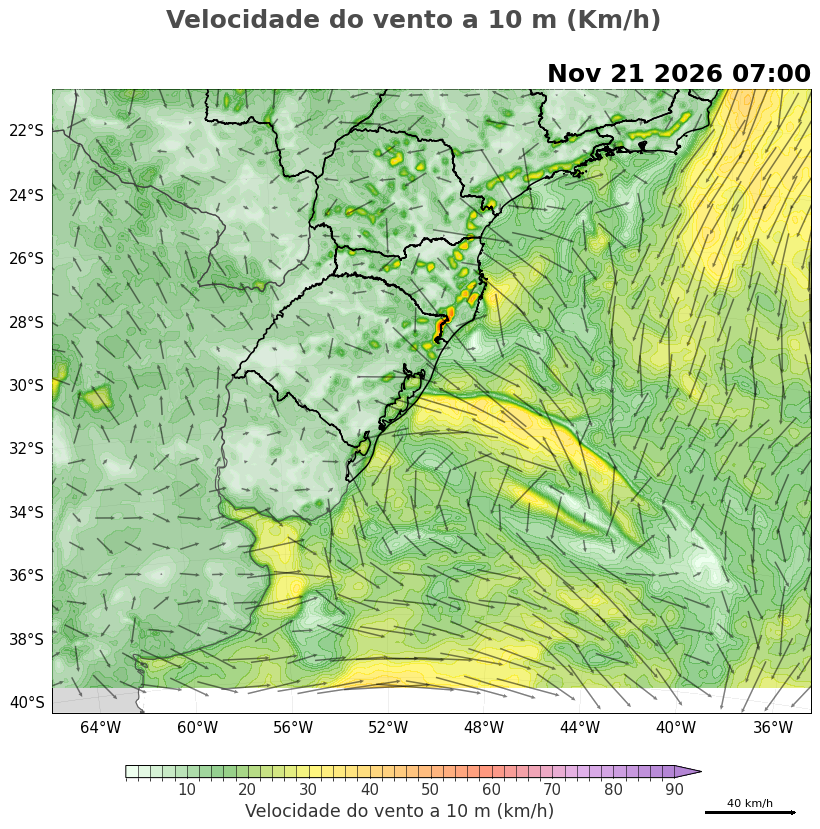 Velocidade do vento a 10 m (Km/h)
Nov 21 2026 07:00
22°S
24°S
26°S
28°S
30°S
32°S
34°S
36°S
38°S
40°S
64°W 60°W 56°W 52°W 48°W 44°W 40°W 36°W
10 20 30 40 50 60 70 80 90
Velocidade do vento a 10 m (km/h)
40 km/h